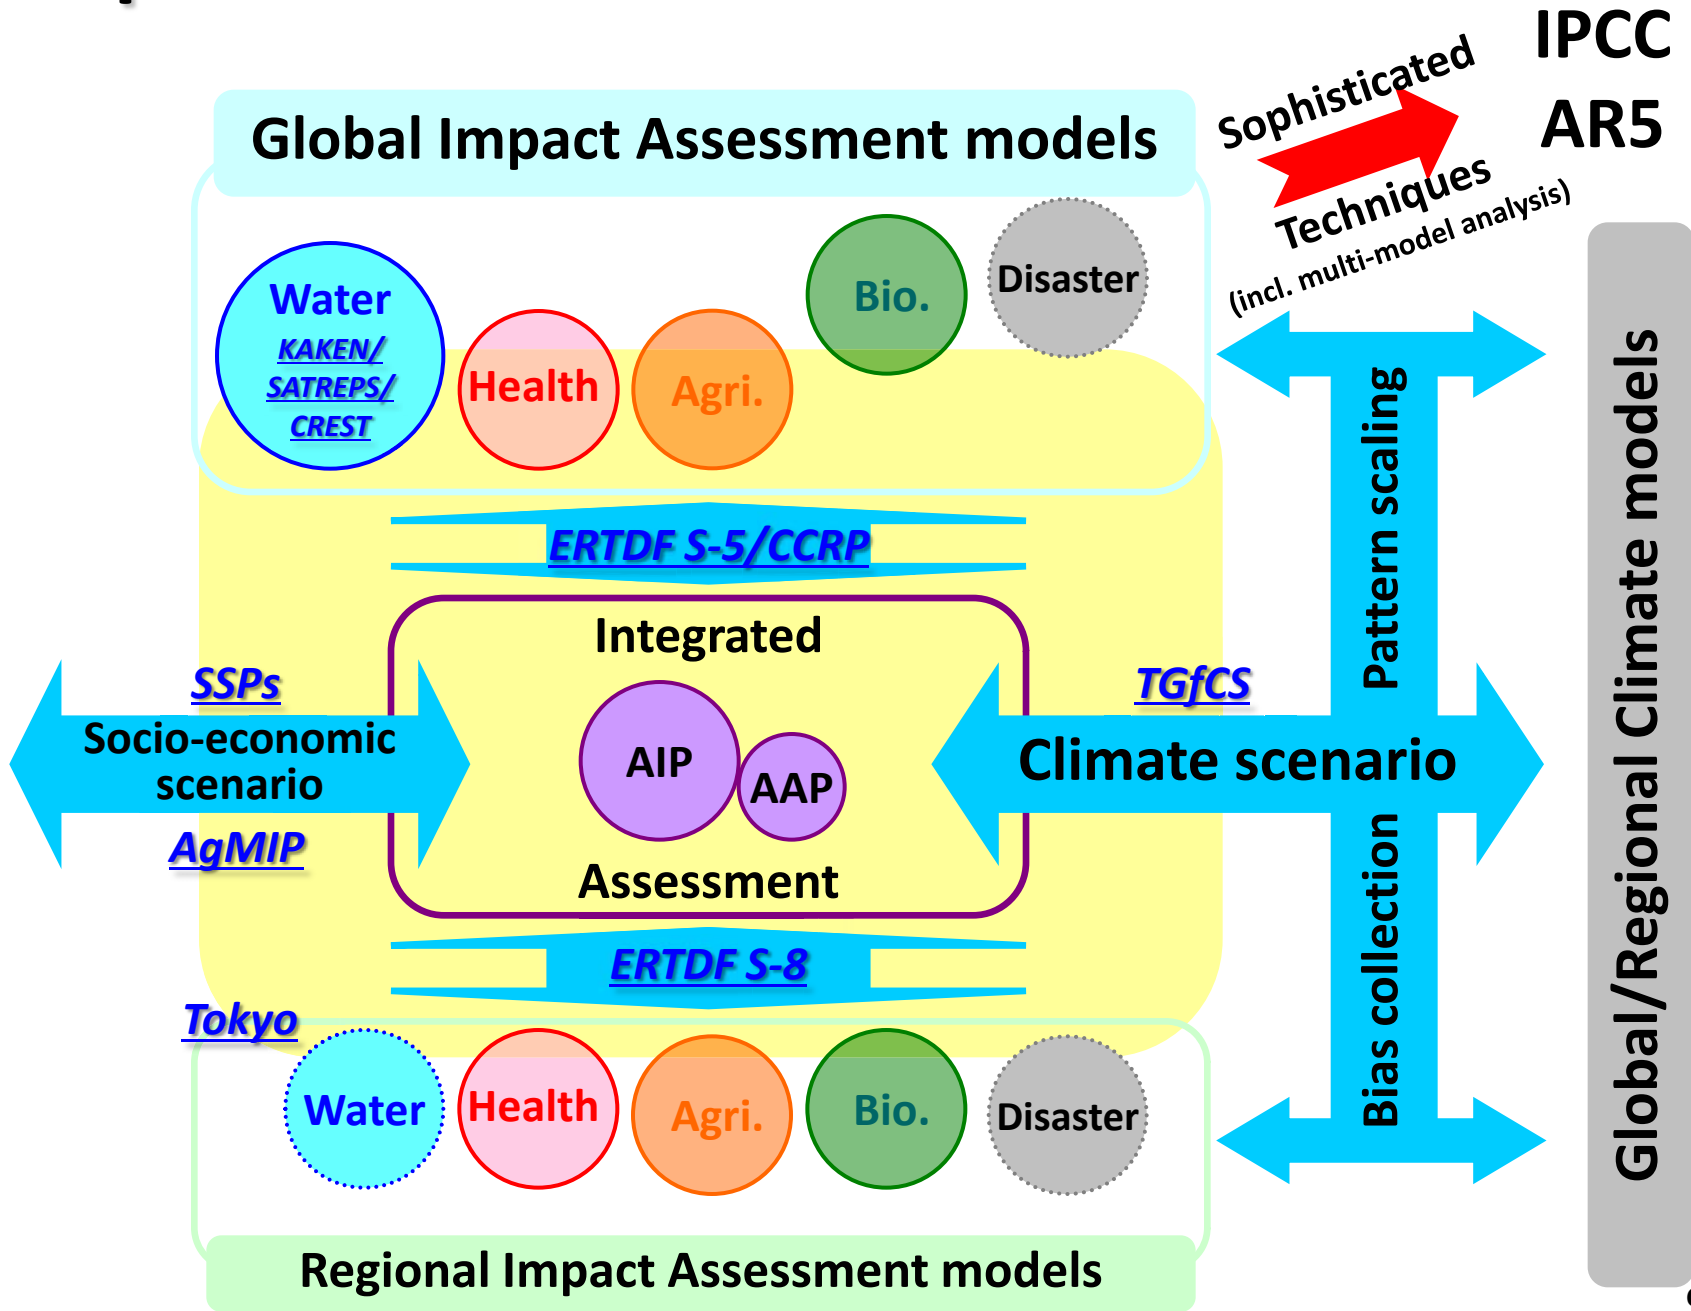 IPCC
AR5
Sophisticated
Techniques
(incl. multi-model analysis)
Global Impact Assessment models
Water
KAKEN/
SATREPS/
CREST
Health
Agri.
Bio.
Disaster
ERTDF S-5/CCRP
Integrated
AIP
AAP
Assessment
SSPs
Socio-economic
scenario
AgMIP
TGfCS
Climate scenario
Pattern scaling
Bias collection
Global/Regional Climate models
ERTDF S-8
Tokyo
Water
Health
Agri.
Bio.
Disaster
Regional Impact Assessment models